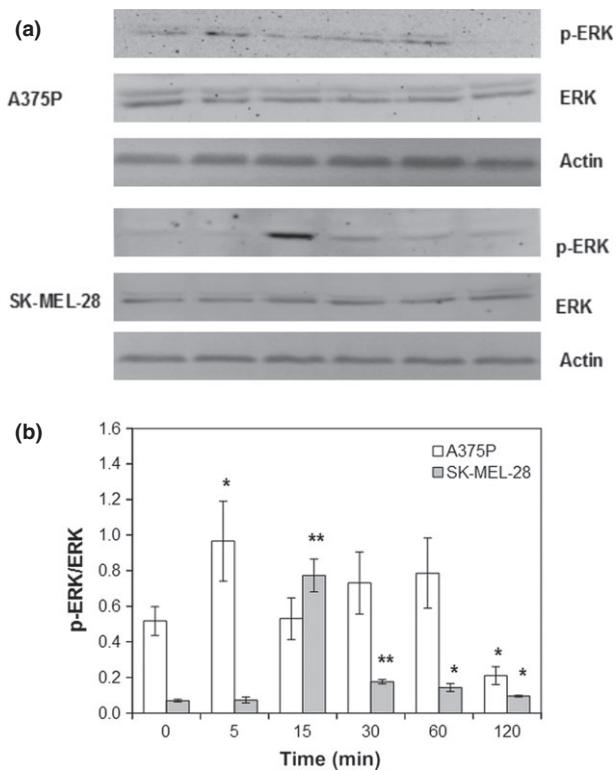 (a)
p-ERK
A375P
ERK
Actin
p-ERK
SK-MEL-28
ERK
Actin
(b)
1.6
1.4
1.2
1.0
0.8
0.6
0.4
0.2
0.0
p-ERK/ERK
A375P
SK-MEL-28
*
**
**
*
*
*
0 5 15 30 60 120
Time (min)